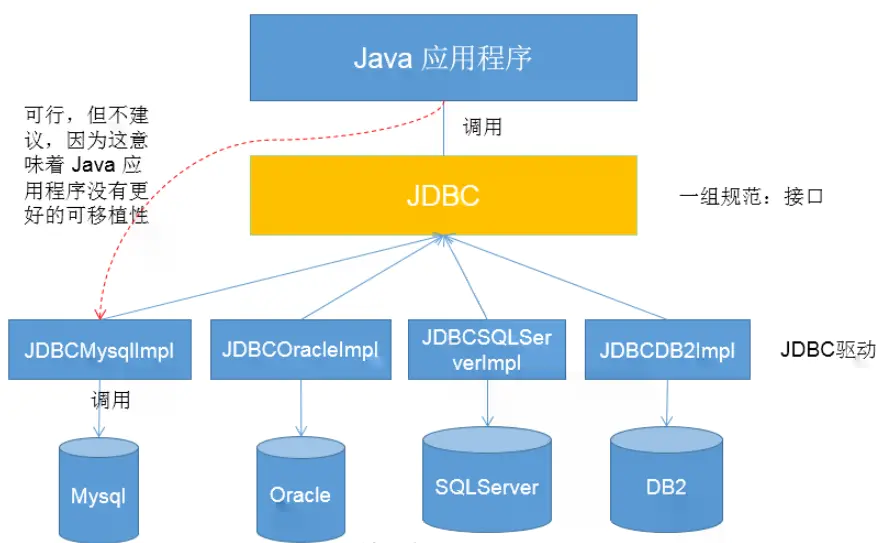 Java 应用程序
可行，但不建
议，因为这意
味着 Java 应
用程序没有更
好的可移植性
调用
JDBC
一组规范：接口
JDBCMysqlImpl
JDBCOracleImpl
JDBCSQLSer
verImpl
JDBCDB2Impl
JDBC驱动
调用
Mysql
Oracle
SQLServer
DB2